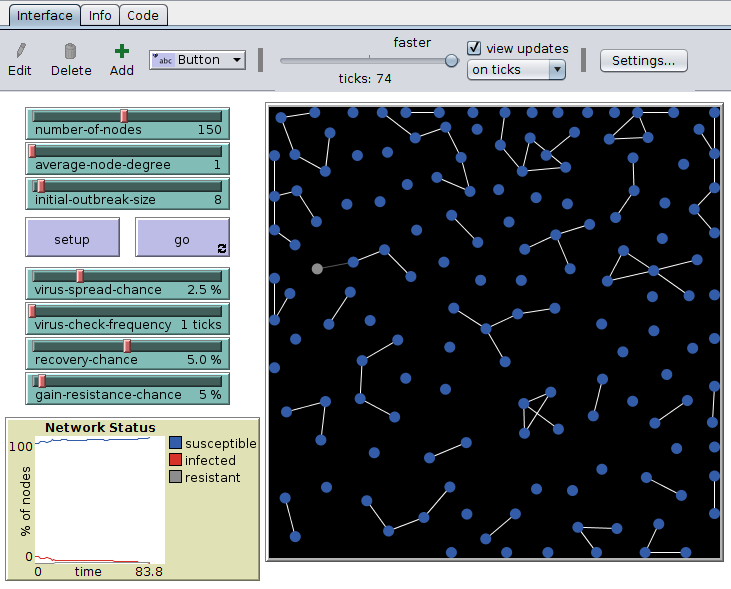 Interface Info Code
faster
Edit Delete Add abc Button view updates on ticks Settings...
ticks: 74
number-of-nodes 150
average-node-degree 1
initial-outbreak-size 8
setup go
virus-spread-chance 2.5 %
virus-check-frequency 1 ticks
recovery-chance 5.0 %
gain-resistance-chance 5 %
Network Status
100
% of nodes
0
0 time 83.8
susceptible
infected
resistant